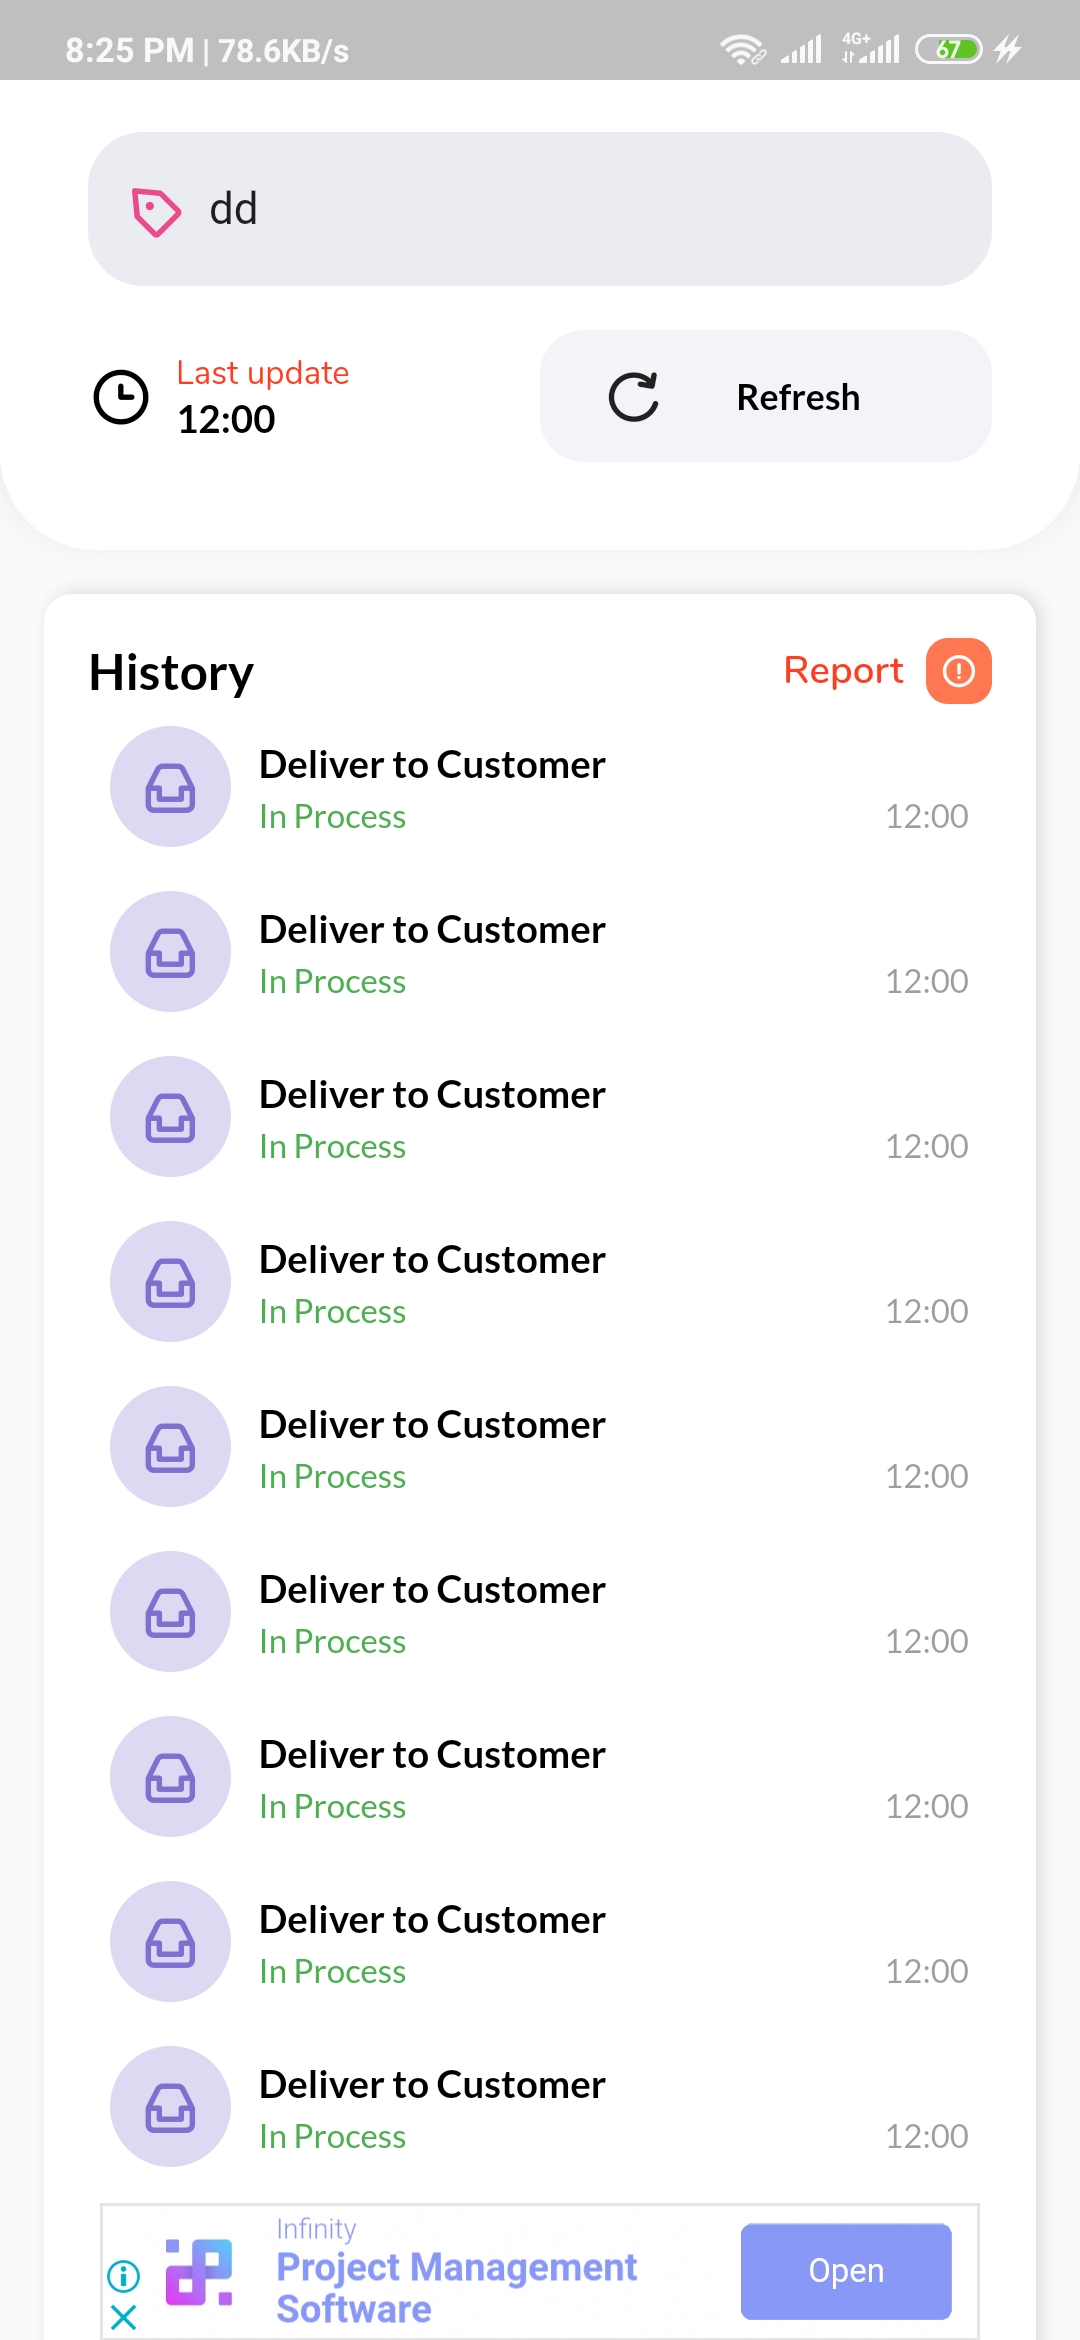 8:25 PM | 78.6KB/s 4G+ 67
dd
Last update
12:00
Refresh
History
Report
Deliver to Customer
In Process 12:00
Deliver to Customer
In Process 12:00
Deliver to Customer
In Process 12:00
Deliver to Customer
In Process 12:00
Deliver to Customer
In Process 12:00
Deliver to Customer
In Process 12:00
Deliver to Customer
In Process 12:00
Deliver to Customer
In Process 12:00
Deliver to Customer
In Process 12:00
Infinity
Project Management
Software
Open